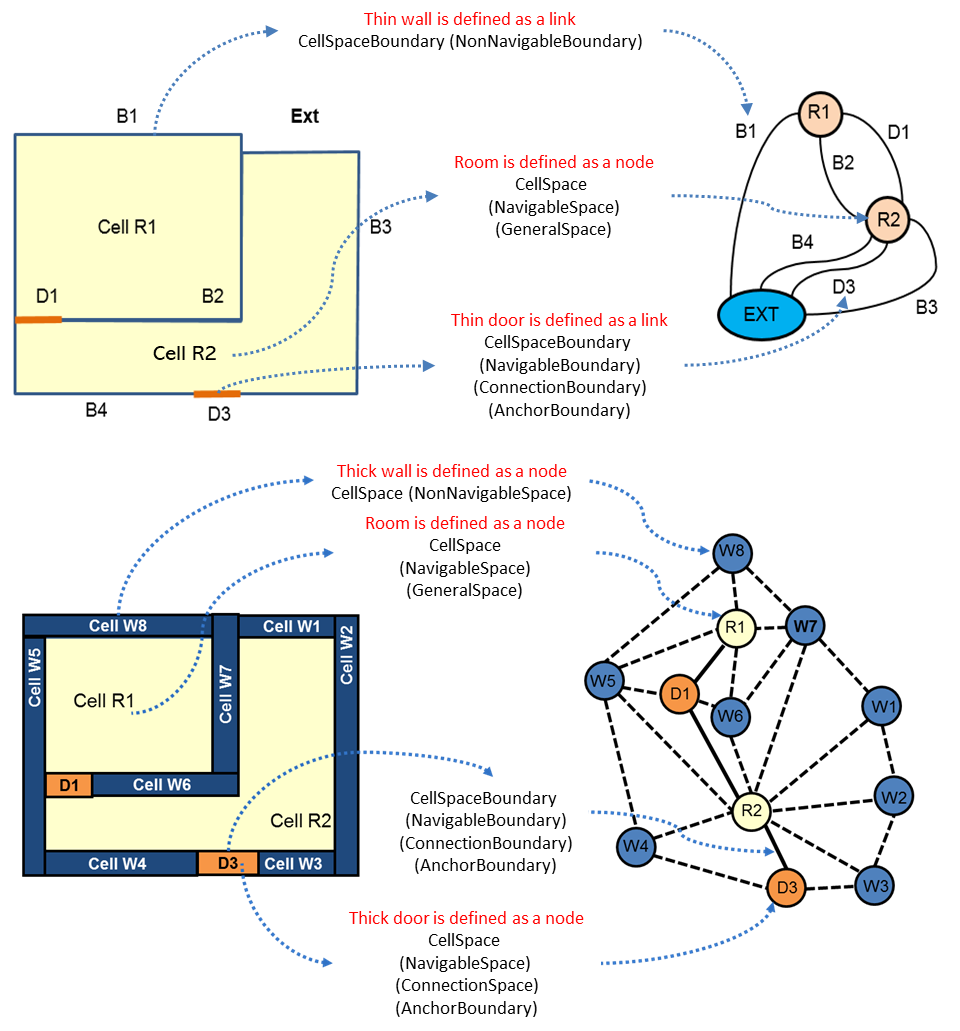 Thin wall is defined as a link
CellSpaceBoundary (NonNavigableBoundary)
B1
Ext
Cell R1
B3
D1
B2
Cell R2
B4
D3
Room is defined as a node
CellSpace
(NavigableSpace)
(GeneralSpace)
Thin door is defined as a link
CellSpaceBoundary
(NavigableBoundary)
(ConnectionBoundary)
(AnchorBoundary)
R1
B1
D1
B2
R2
B4
D3
B3
EXT
Thick wall is defined as a node
CellSpace (NonNavigableSpace)
Room is defined as a node
CellSpace
(NavigableSpace)
(GeneralSpace)
Cell W8
Cell W1
Cell W5
Cell W7
Cell W2
Cell R1
D1
Cell W6
Cell R2
Cell W4
D3
Cell W3
CellSpaceBoundary
(NavigableBoundary)
(ConnectionBoundary)
(AnchorBoundary)
Thick door is defined as a node
CellSpace
(NavigableSpace)
(ConnectionSpace)
(AnchorBoundary)
W8
R1
W7
W5
D1
W6
W1
W2
R2
W4
D3
W3